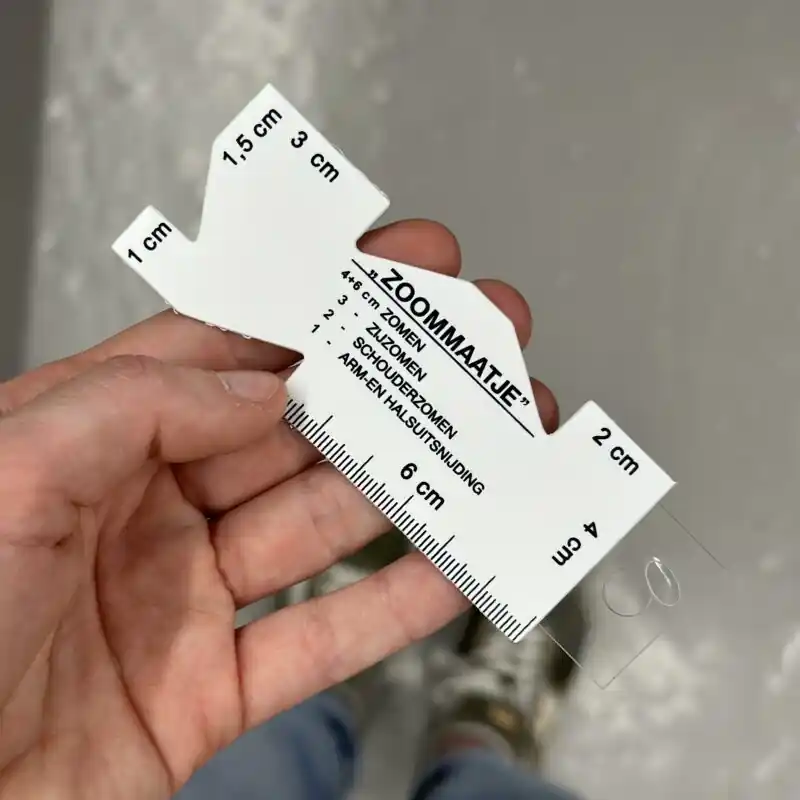 1,5 cm
3 cm
1 cm
„ZOOMMAATJE”
4+6 cm ZOMEN
3 - ZIJZOMEN
2 - SCHOUDERZOMEN
1 - ARM-EN HALSUITSNIJDING
2 cm
6 cm
4 cm